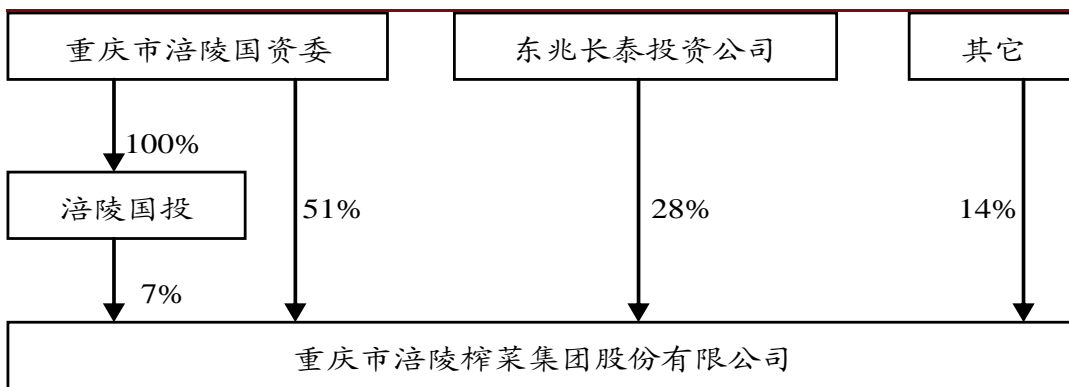 重庆市涪陵国资委
东兆长泰投资公司
其它
100%
涪陵国投
51%
28%
14%
7%
重庆市涪陵榨菜集团股份有限公司